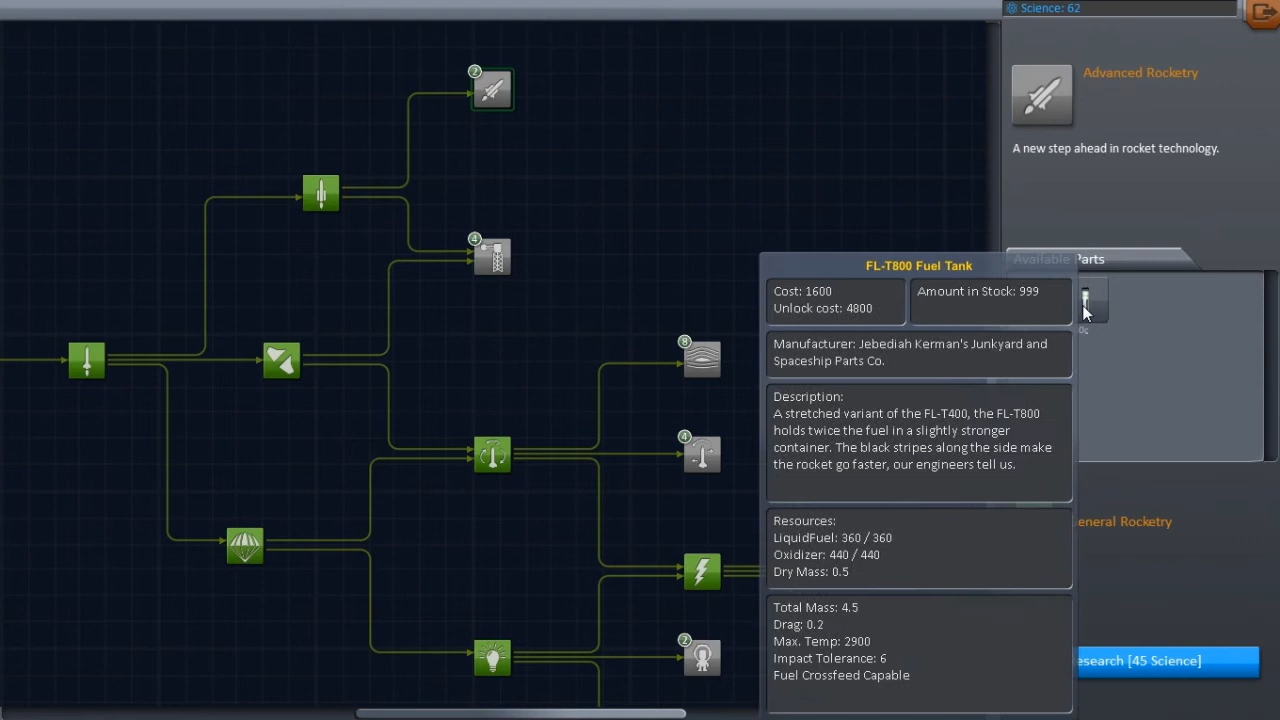 Science: 62
Advanced Rocketry
A new step ahead in rocket technology.
2
4
Available Parts
FL-T800 Fuel Tank
Cost: 1600
Unlock cost: 4800
Amount in Stock: 999
Manufacturer: Jebediah Kerman's Junkyard and
Spaceship Parts Co.
8
Description:
A stretched variant of the FL-T400, the FL-T800
holds twice the fuel in a slightly stronger
container. The black stripes along the side make
the rocket go faster, our engineers tell us.
4
Resources:
LiquidFuel: 360 / 360
Oxidizer: 440 / 440
Dry Mass: 0.5
eneral Rocketry
Total Mass: 4.5
Drag: 0.2
Max. Temp: 2900
Impact Tolerance: 6
Fuel Crossfeed Capable
2
esearch [45 Science]